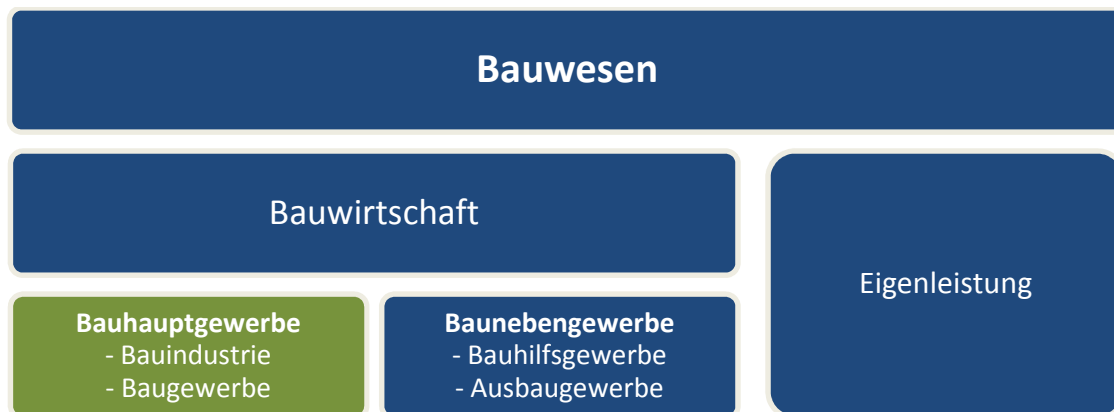 Bauwesen
Bauwirtschaft
Eigenleistung
Bauhauptgewerbe
- Bauindustrie
- Baugewerbe
Baunebengewerbe
- Bauhilfsgewerbe
- Ausbaugewerbe